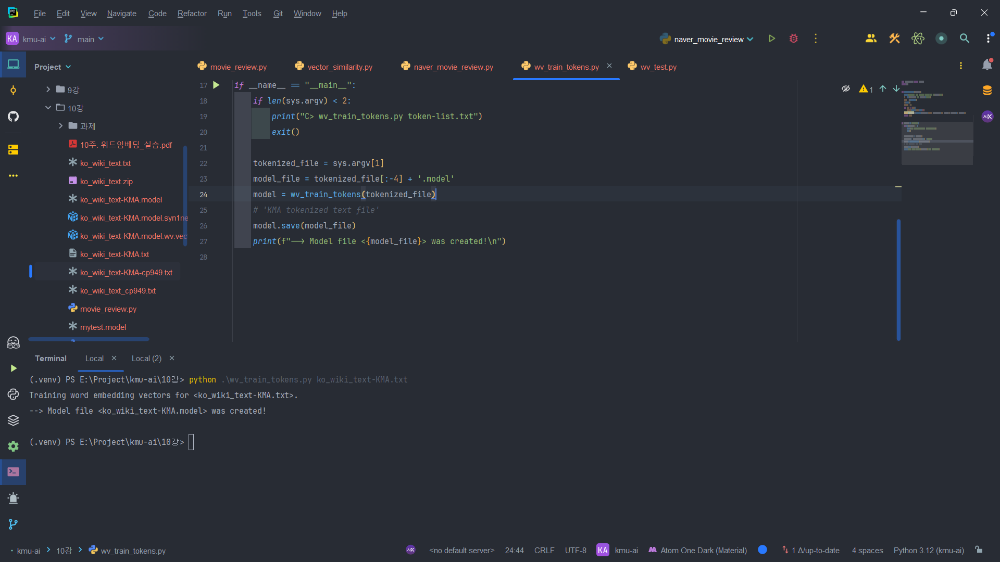 File Edit View Navigate Code Refactor Run Tools Git Window Help
KA kmu-ai main naver_movie_review
Project
9강
10강
과제
10주. 워드임베딩_실습.pdf
ko_wiki_text.txt
ko_wiki_text.zip
ko_wiki_text-KMA.model
ko_wiki_text-KMA.model.syn1ne
ko_wiki_text-KMA.model.wv.vec
ko_wiki_text-KMA.txt
ko_wiki_text-KMA-cp949.txt
ko_wiki_text_cp949.txt
movie_review.py
mytest.model
movie_review.py vector_similarity.py naver_movie_review.py wv_train_tokens.py wv_test.py
1
17 if __name__ == "__main__":
18 if len(sys.argv) < 2:
19 print("C> wv_train_tokens.py token-list.txt")
20 exit()
21
22 tokenized_file = sys.argv[1]
23 model_file = tokenized_file[:-4] + '.model'
24 model = wv_train_tokens(tokenized_file)
25 # 'KMA tokenized text file'
26 model.save(model_file)
27 print(f"--> Model file <{model_file}> was created!\n")
28
Terminal Local Local (2)
(.venv) PS E:\Project\kmu-ai\10강> python .\wv_train_tokens.py ko_wiki_text-KMA.txt
Training word embedding vectors for <ko_wiki_text-KMA.txt>.
--> Model file <ko_wiki_text-KMA.model> was created!
(.venv) PS E:\Project\kmu-ai\10강>
kmu-ai 10강 wv_train_tokens.py <no default server> 24:44 CRLF UTF-8 KA kmu-ai Atom One Dark (Material) 1 Δ/up-to-date 4 spaces Python 3.12 (kmu-ai)